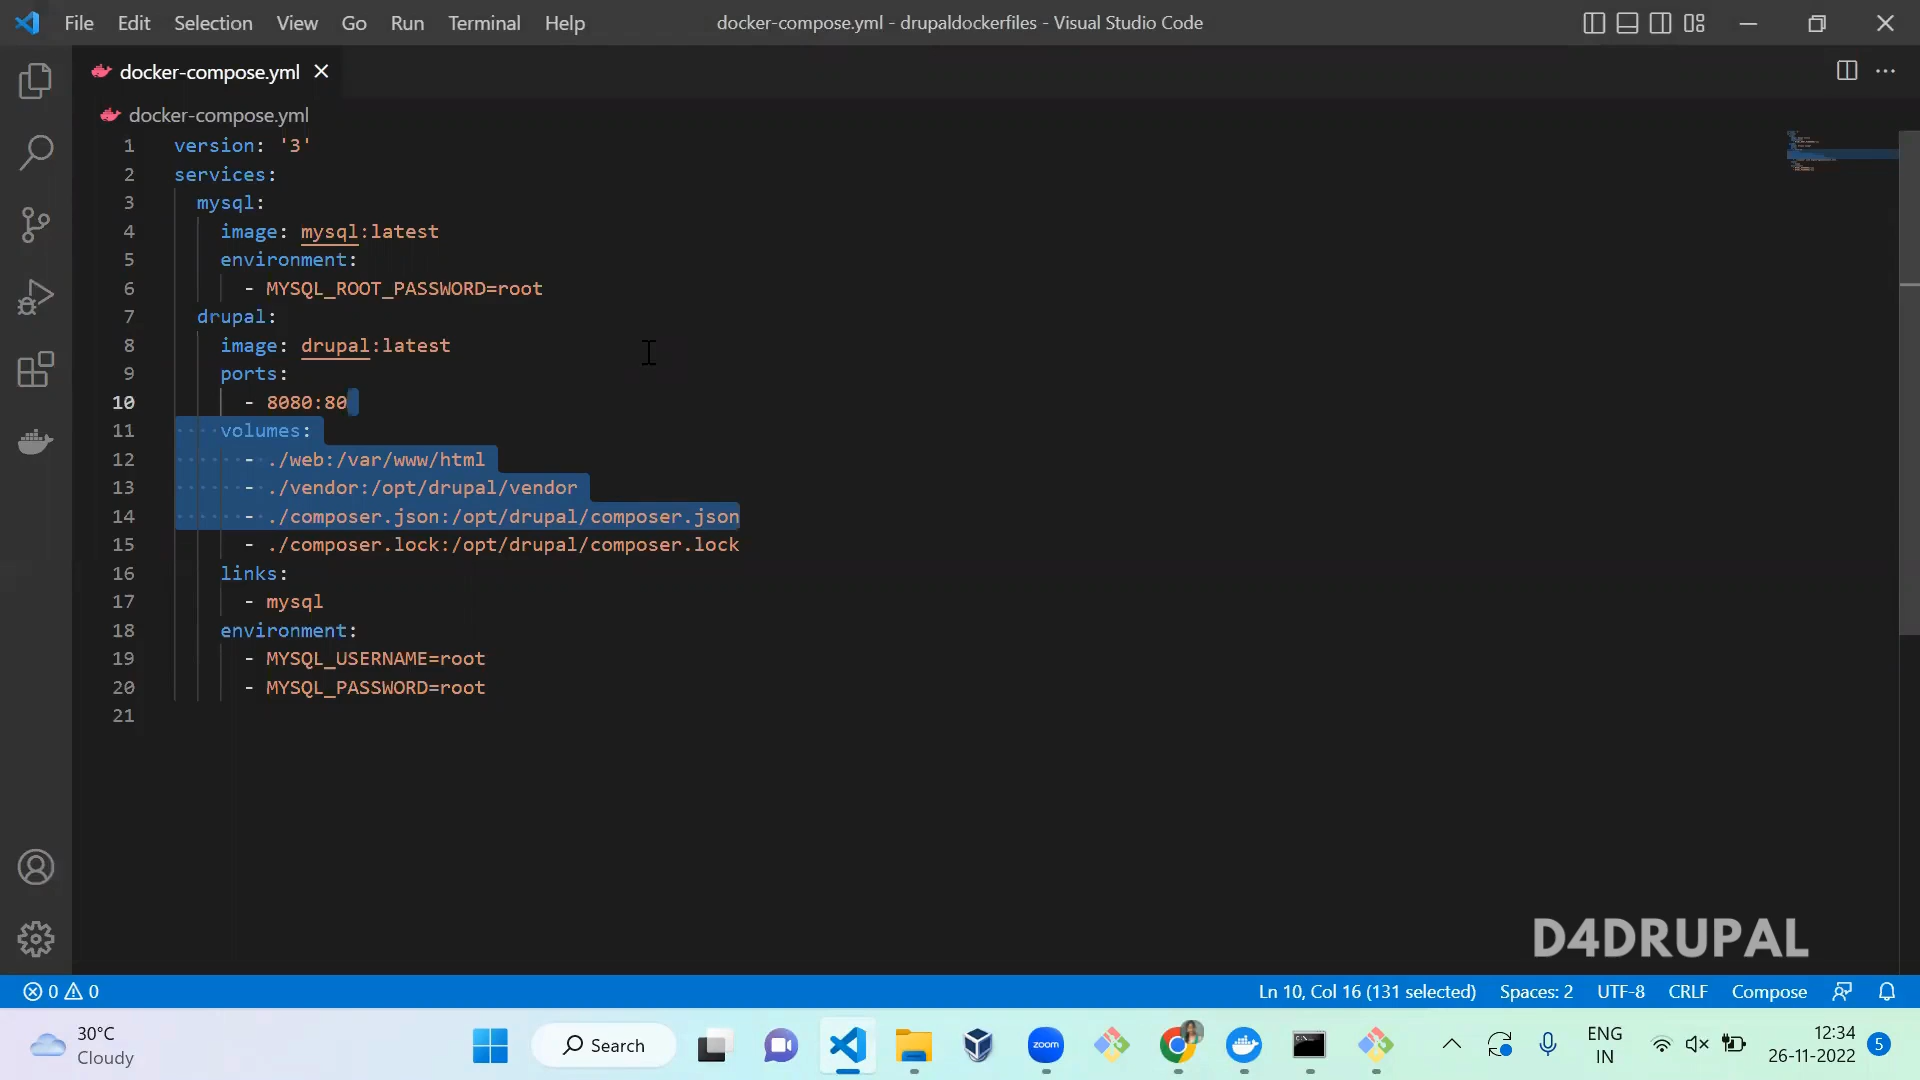 File Edit Selection View Go Run Terminal Help docker-compose.yml - drupaldockerfiles - Visual Studio Code
docker-compose.yml
docker-compose.yml
1 version: '3'
2 services:
3 mysql:
4 image: mysql:latest
5 environment:
6 - MYSQL_ROOT_PASSWORD=root
7 drupal:
8 image: drupal:latest
9 ports:
10 - 8080:80
11 volumes:
12 - ./web:/var/www/html
13 - ./vendor:/opt/drupal/vendor
14 - ./composer.json:/opt/drupal/composer.json
15 - ./composer.lock:/opt/drupal/composer.lock
16 links:
17 - mysql
18 environment:
19 - MYSQL_USERNAME=root
20 - MYSQL_PASSWORD=root
21
D4DRUPAL
0 0 Ln 10, Col 16 (131 selected) Spaces: 2 UTF-8 CRLF Compose
30°C
Cloudy
Search
zoom
ENG
IN
12:34
26-11-2022
5